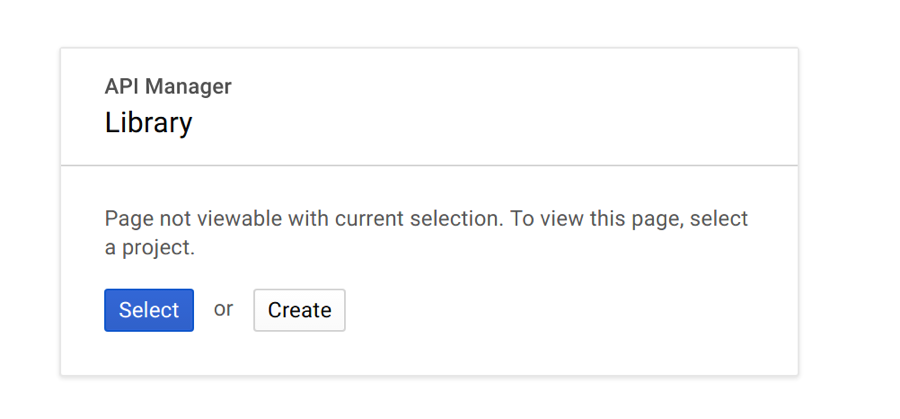 API Manager
Library
Page not viewable with current selection. To view this page, select
a project.
Select or Create